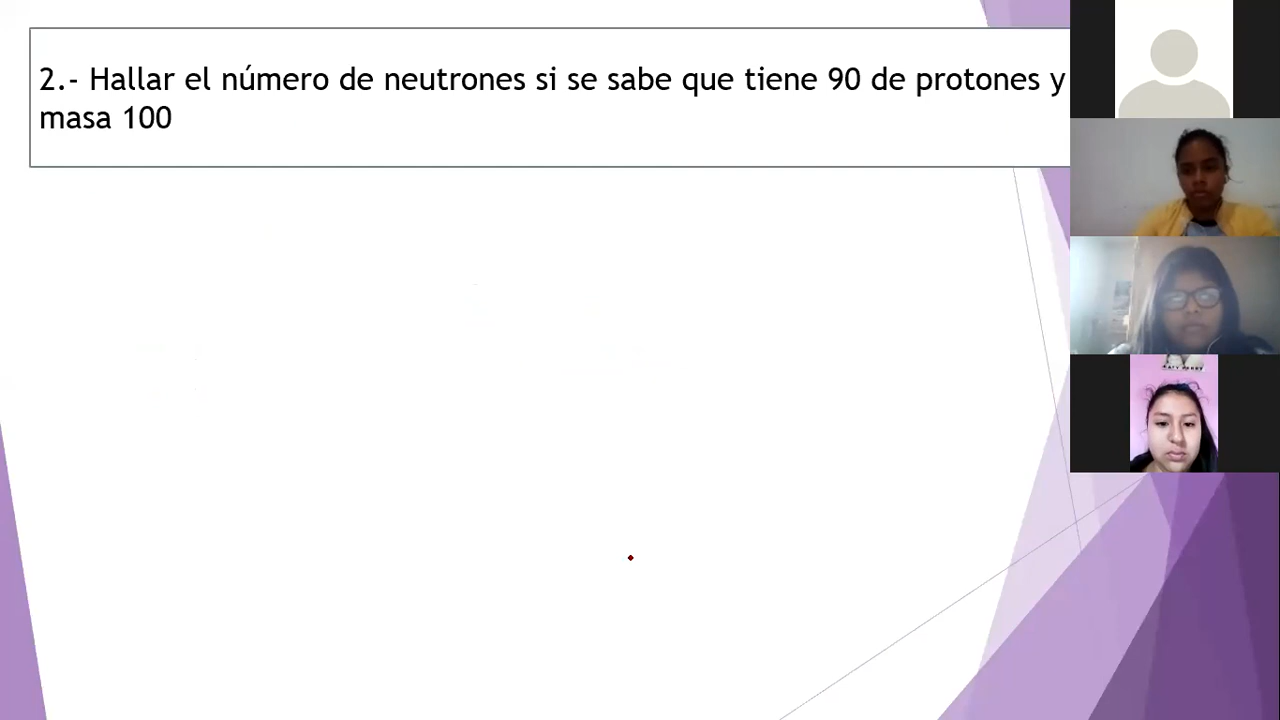 2.- Hallar el número de neutrones si se sabe que tiene 90 de protones y
masa 100